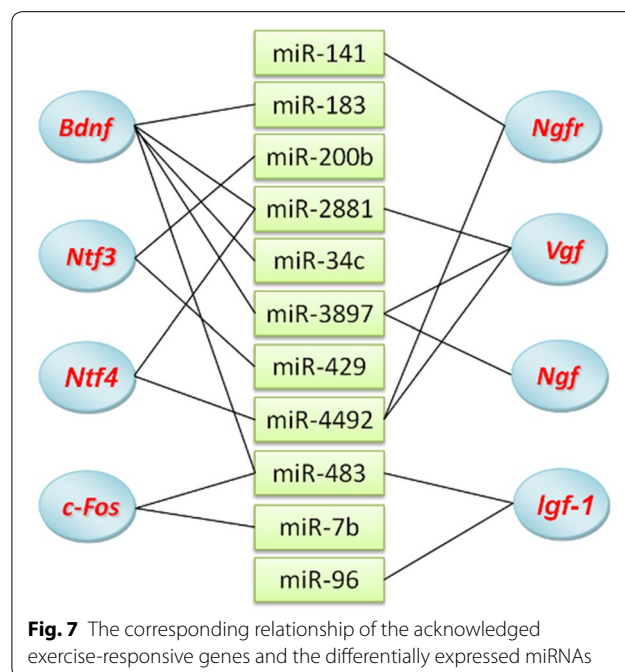 miR-141
miR-183
Bdnf
Ngfr
miR-200b
miR-2881
Ntf3
Vgf
miR-34c
miR-3897
miR-429
Ntf4
Ngf
miR-4492
miR-483
c-Fos
Igf-1
miR-7b
miR-96
Fig. 7 The corresponding relationship of the acknowledged
exercise-responsive genes and the differentially expressed miRNAs